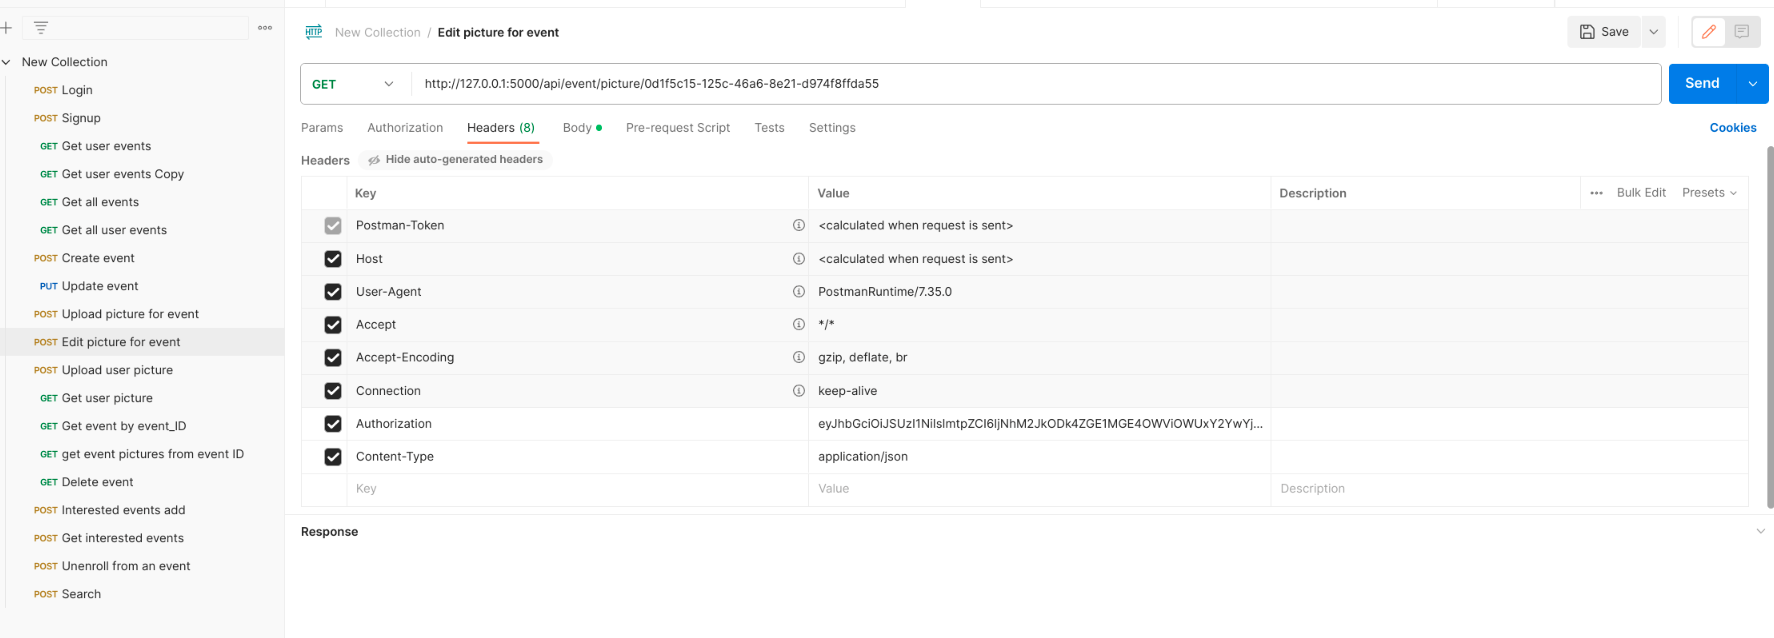 New Collection / Edit picture for event
Save
New Collection
GET http://127.0.0.1:5000/api/event/picture/0d1f5c15-125c-46a6-8e21-d974f8ffda55 Send
POST Login
POST Signup
GET Get user events
GET Get user events Copy
GET Get all events
GET Get all user events
POST Create event
PUT Update event
POST Upload picture for event
POST Edit picture for event
POST Upload user picture
GET Get user picture
GET Get event by event_ID
GET get event pictures from event ID
GET Delete event
POST Interested events add
POST Get interested events
POST Unenroll from an event
POST Search
Params Authorization Headers (8) Body Pre-request Script Tests Settings Cookies
Headers Hide auto-generated headers
Key Value Description ••• Bulk Edit Presets
Postman-Token <calculated when request is sent>
Host <calculated when request is sent>
User-Agent PostmanRuntime/7.35.0
Accept */*
Accept-Encoding gzip, deflate, br
Connection keep-alive
Authorization
Content-Type application/json
Key Value Description
Response
HTTP